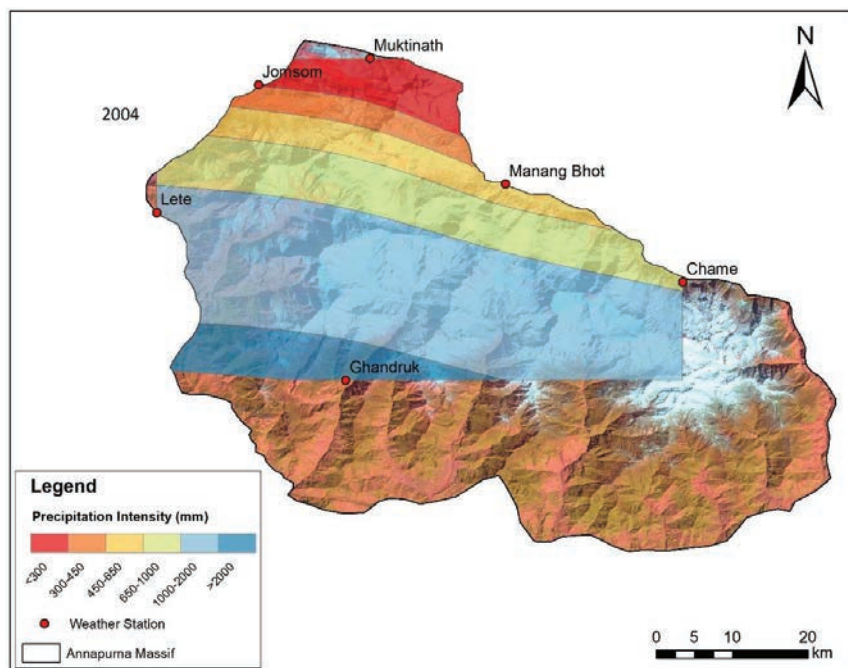 N
Muktinath
Jomsom
2004
Manang Bhot
Lete
Chame
Ghandruk
Legend
Precipitation Intensity (mm)
<300
300-450
450-650
650-1000
1000-2000
>2000
Weather Station
Annapurna Massif
0 5 10 20
km